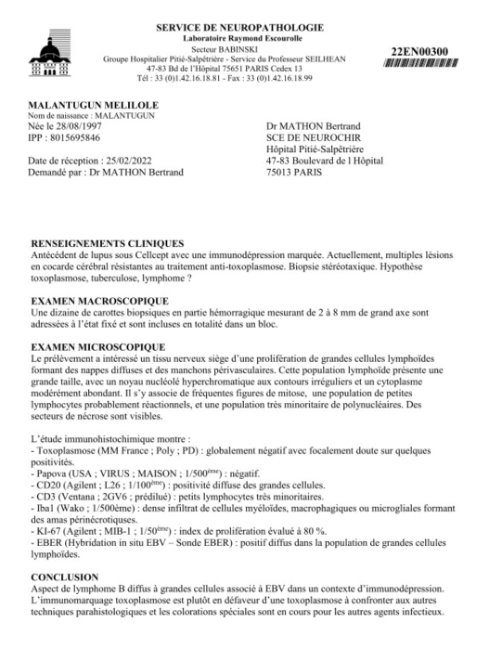 SERVICE DE NEUROPATHOLOGIE
Laboratoire Raymond Escourolle
Secteur BABINSKI
Groupe Hospitalier Pitié-Salpêtrière - Service du Professeur SEILHEAN
47-83 Bd de l'Hôpital 75651 PARIS Cedex 13
Tél : 33 (0)1.42.16.18.81 - Fax : 33 (0)1.42.16.18.99
22EN00300
MALANTUGUN MELILOLE
Nom de naissance : MALANTUGUN
Née le 28/08/1997
IPP : 8015695846
Date de réception : 25/02/2022
Demandé par : Dr MATHON Bertrand
Dr MATHON Bertrand
SCE DE NEUROCHIR
Hôpital Pitié-Salpêtrière
47-83 Boulevard de l Hôpital
75013 PARIS
RENSEIGNEMENTS CLINIQUES
Antécédent de lupus sous Cellcept avec une immunodépression marquée. Actuellement, multiples lésions
en cocarde cérébral résistantes au traitement anti-toxoplasmose. Biopsie stéréotaxique. Hypothèse
toxoplasmose, tuberculose, lymphome ?
EXAMEN MACROSCOPIQUE
Une dizaine de carottes biopsiques en partie hémorragique mesurant de 2 à 8 mm de grand axe sont
adressées à l'état fixé et sont incluses en totalité dans un bloc.
EXAMEN MICROSCOPIQUE
Le prélèvement a intéressé un tissu nerveux siège d'une prolifération de grandes cellules lymphoïdes
formant des nappes diffuses et des manchons périvasculaires. Cette population lymphoïde présente une
grande taille, avec un noyau nucléolé hyperchromatique aux contours irréguliers et un cytoplasme
modérément abondant. Il s'y associe de fréquentes figures de mitose, une population de petites
lymphocytes probablement réactionnels, et une population très minoritaire de polynucléaires. Des
secteurs de nécrose sont visibles.
L'étude immunohistochimique montre :
- Toxoplasmose (MM France ; Poly ; PD) : globalement négatif avec focalement doute sur quelques
positivités.
- Papova (USA ; VIRUS ; MAISON ; 1/500ème) : négatif.
- CD20 (Agilent ; L26 ; 1/100ème) : positivité diffuse des grandes cellules.
- CD3 (Ventana ; 2GV6 ; prédilué) : petits lymphocytes très minoritaires.
- Iba1 (Wako ; 1/500ème) : dense infiltrat de cellules myéloïdes, macrophagiques ou microgliales formant
des amas périnécrotiques.
- KI-67 (Agilent ; MIB-1 ; 1/50ème) : index de prolifération évalué à 80 %.
- EBER (Hybridation in situ EBV – Sonde EBER) : positif diffus dans la population de grandes cellules
lymphoïdes.
CONCLUSION
Aspect de lymphome B diffus à grandes cellules associé à EBV dans un contexte d'immunodépression.
L'immunomarquage toxoplasmose est plutôt en défaveur d'une toxoplasmose à confronter aux autres
techniques parahistologiques et les colorations spéciales sont en cours pour les autres agents infectieux.